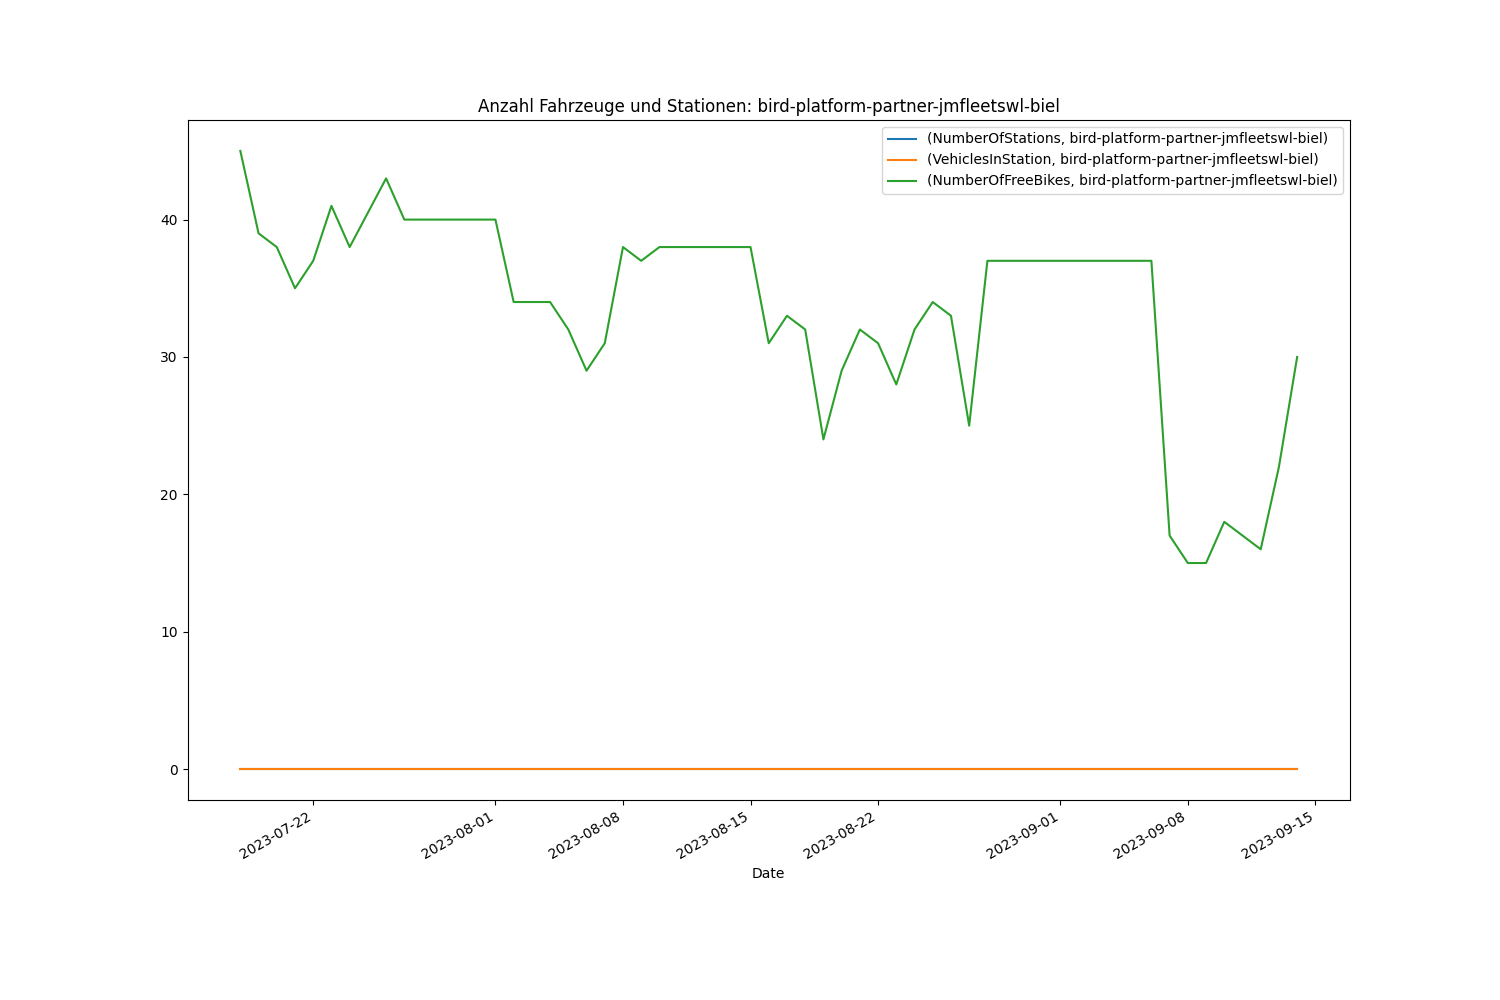 Anzahl Fahrzeuge und Stationen: bird-platform-partner-jmfleetswl-biel
(NumberOfStations, bird-platform-partner-jmfleetswl-biel)
(VehiclesInStation, bird-platform-partner-jmfleetswl-biel)
(NumberOfFreeBikes, bird-platform-partner-jmfleetswl-biel)
40
30
20
10
0
2023-07-22
2023-08-01
2023-08-08
2023-08-15
2023-08-22
2023-09-01
2023-09-08
2023-09-15
Date